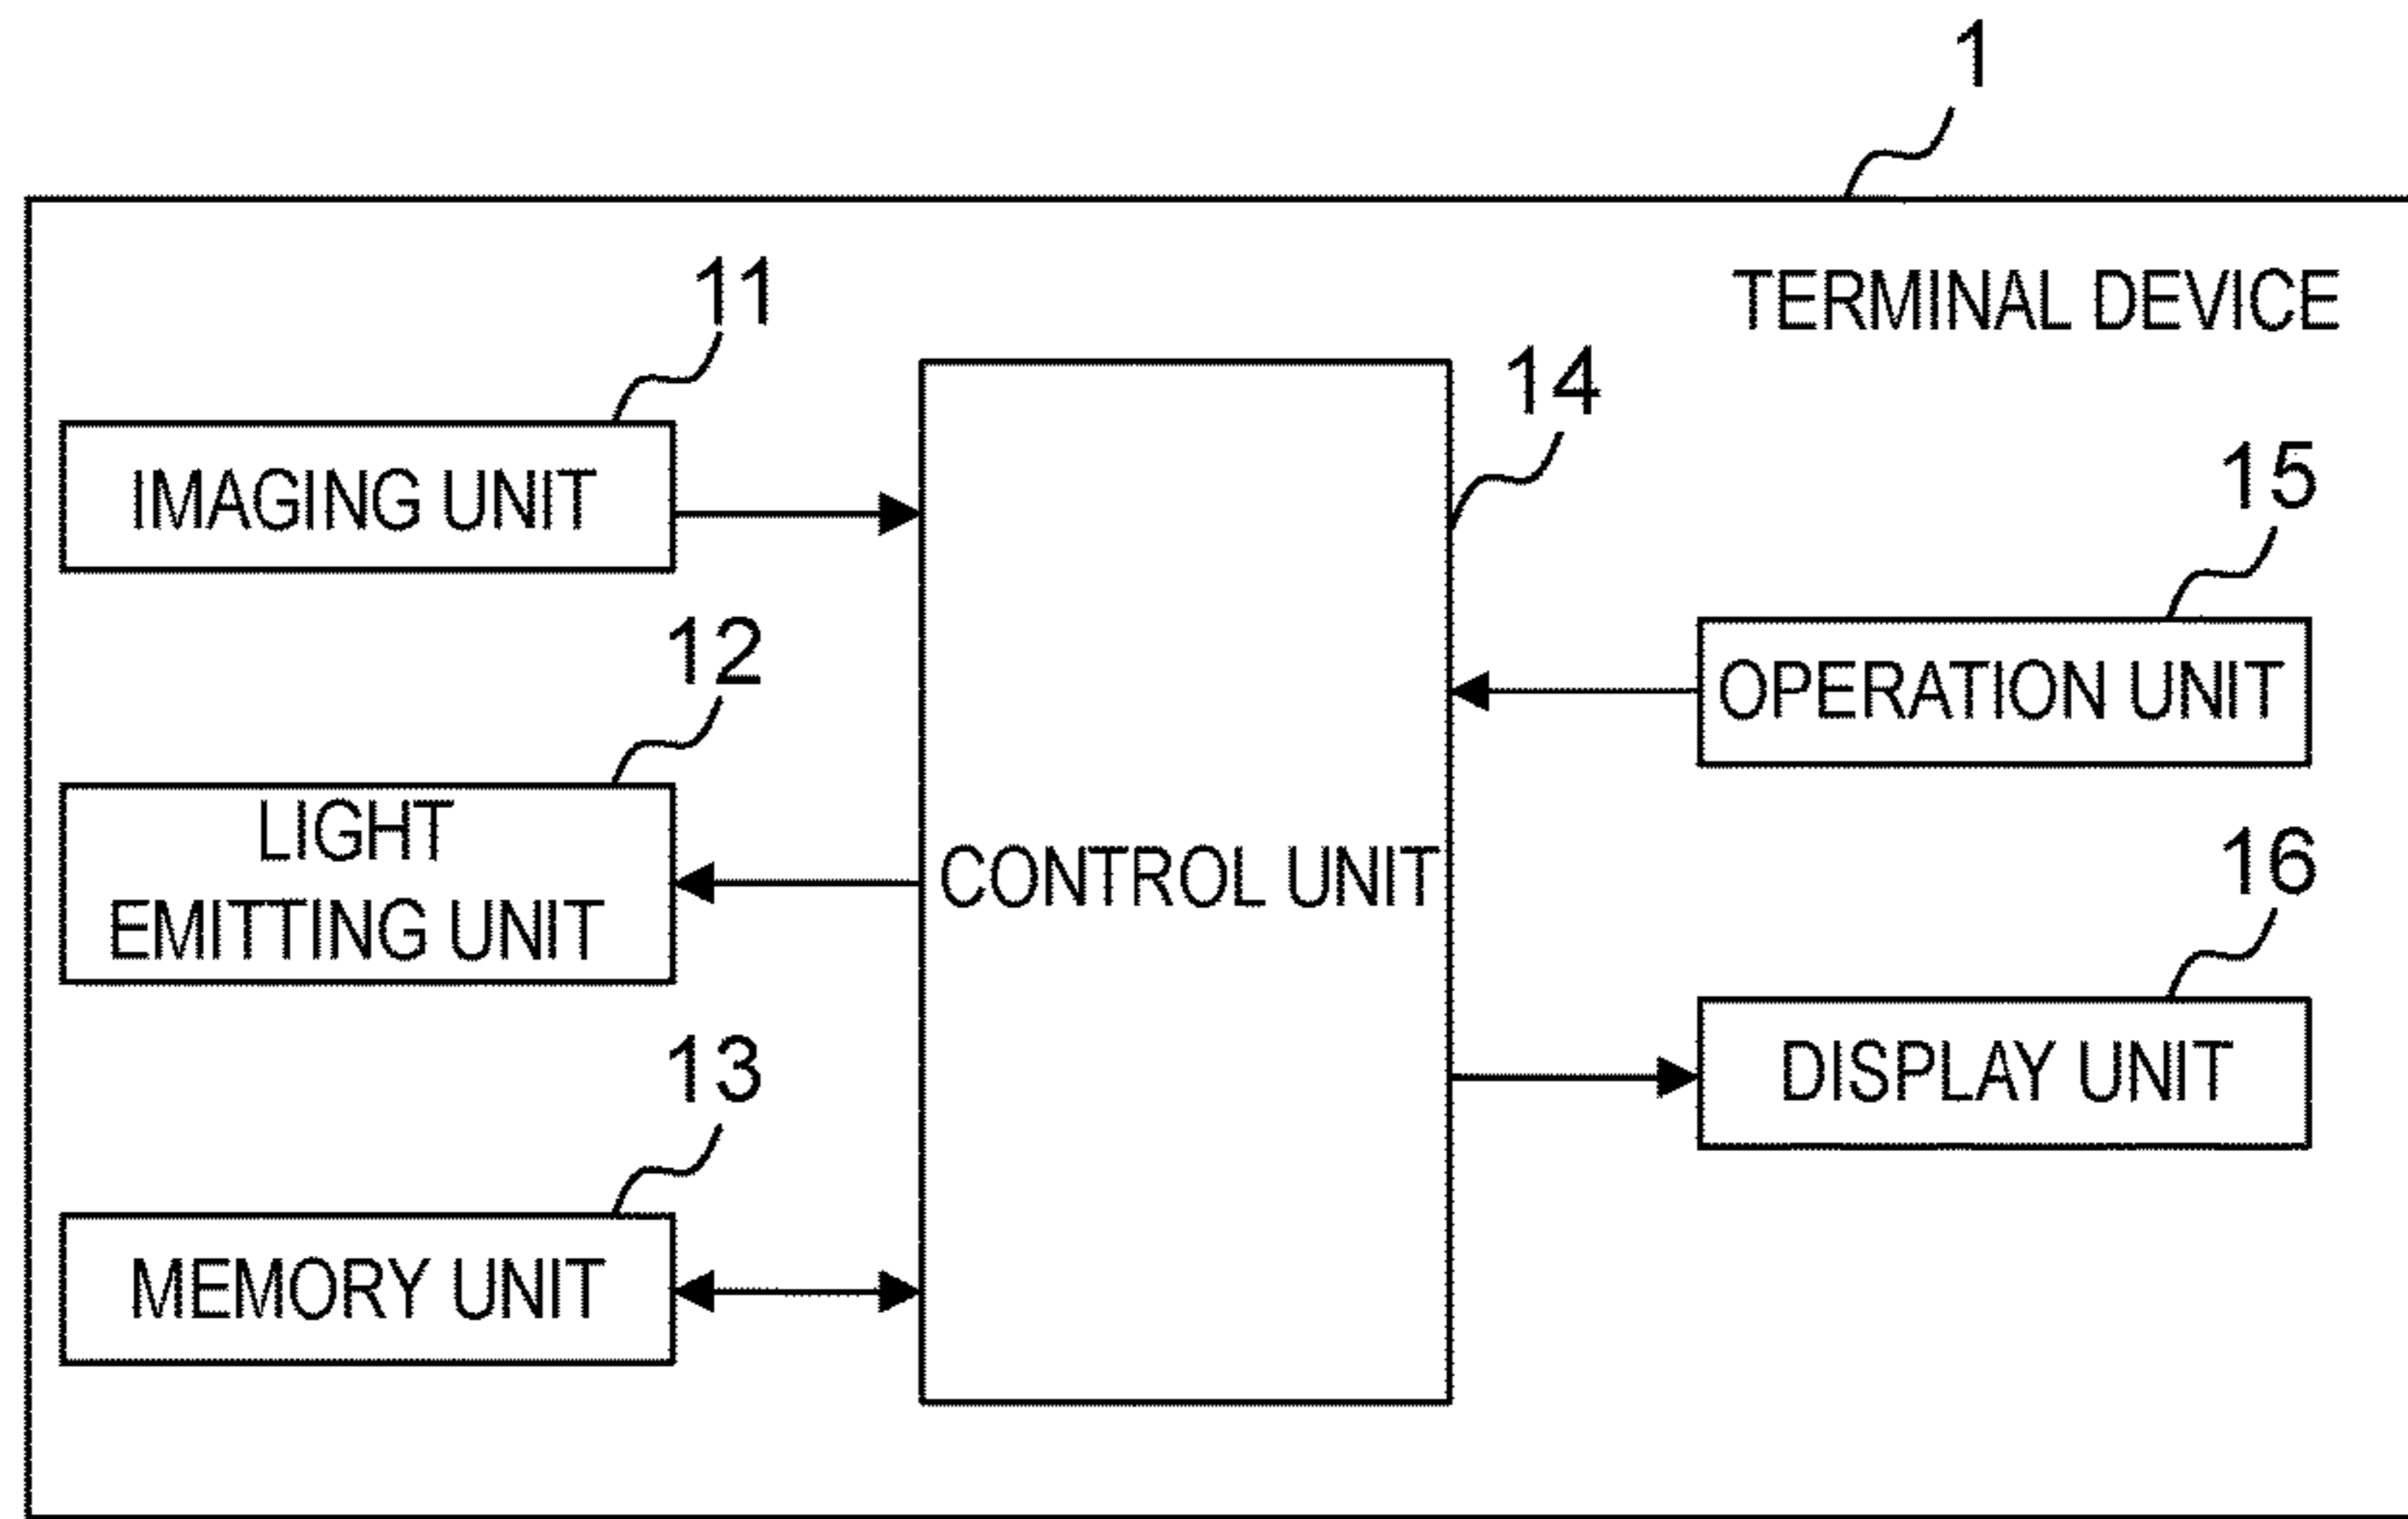 1
TERMINAL DEVICE
11
IMAGING UNIT
12
LIGHT
EMITTING UNIT
13
MEMORY UNIT
14
CONTROL UNIT
15
OPERATION UNIT
16
DISPLAY UNIT